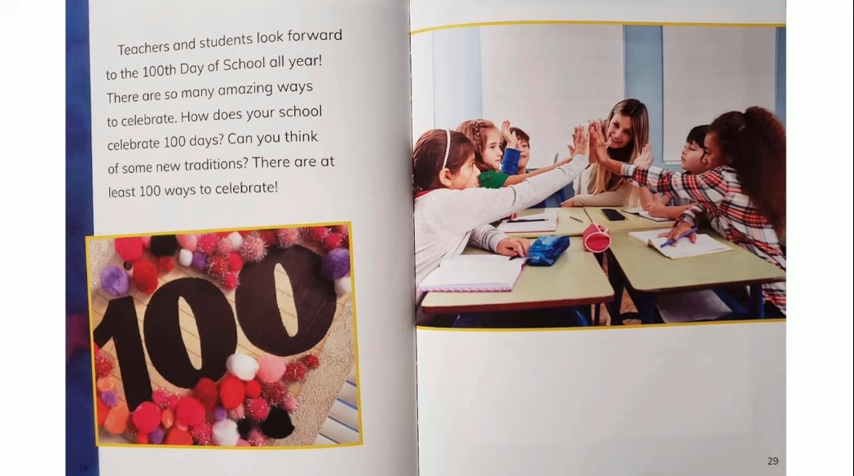 Teachers and students look forward
to the 100th Day of School all year!
There are so many amazing ways
to celebrate. How does your school
celebrate 100 days? Can you think
of some new traditions? There are at
least 100 ways to celebrate!
100
29